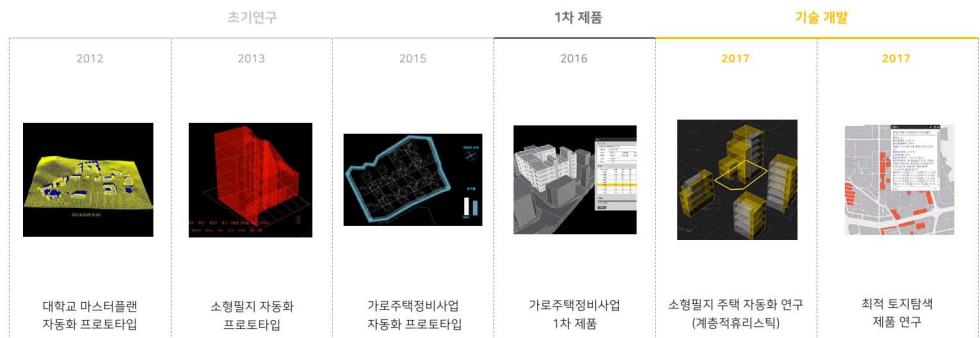 초기연구
1차 제품
기술 개발
2012
2013
2015
2016
2017
2017
대학교 마스터플랜
자동화 프로토타입
소형필지 자동화
프로토타입
가로주택정비사업
자동화 프로토타입
가로주택정비사업
1차 제품
소형필지 주택 자동화 연구
(계층적휴리스틱)
최적 토지탐색
제품 연구